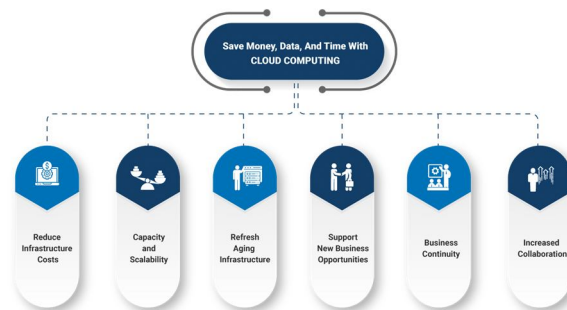 Save Money, Data, And Time With
CLOUD COMPUTING
Reduce
Infrastructure
Costs
Capacity
and
Scalability
Refresh
Aging
Infrastructure
Support
New Business
Opportunities
Business
Continuity
Increased
Collaboration